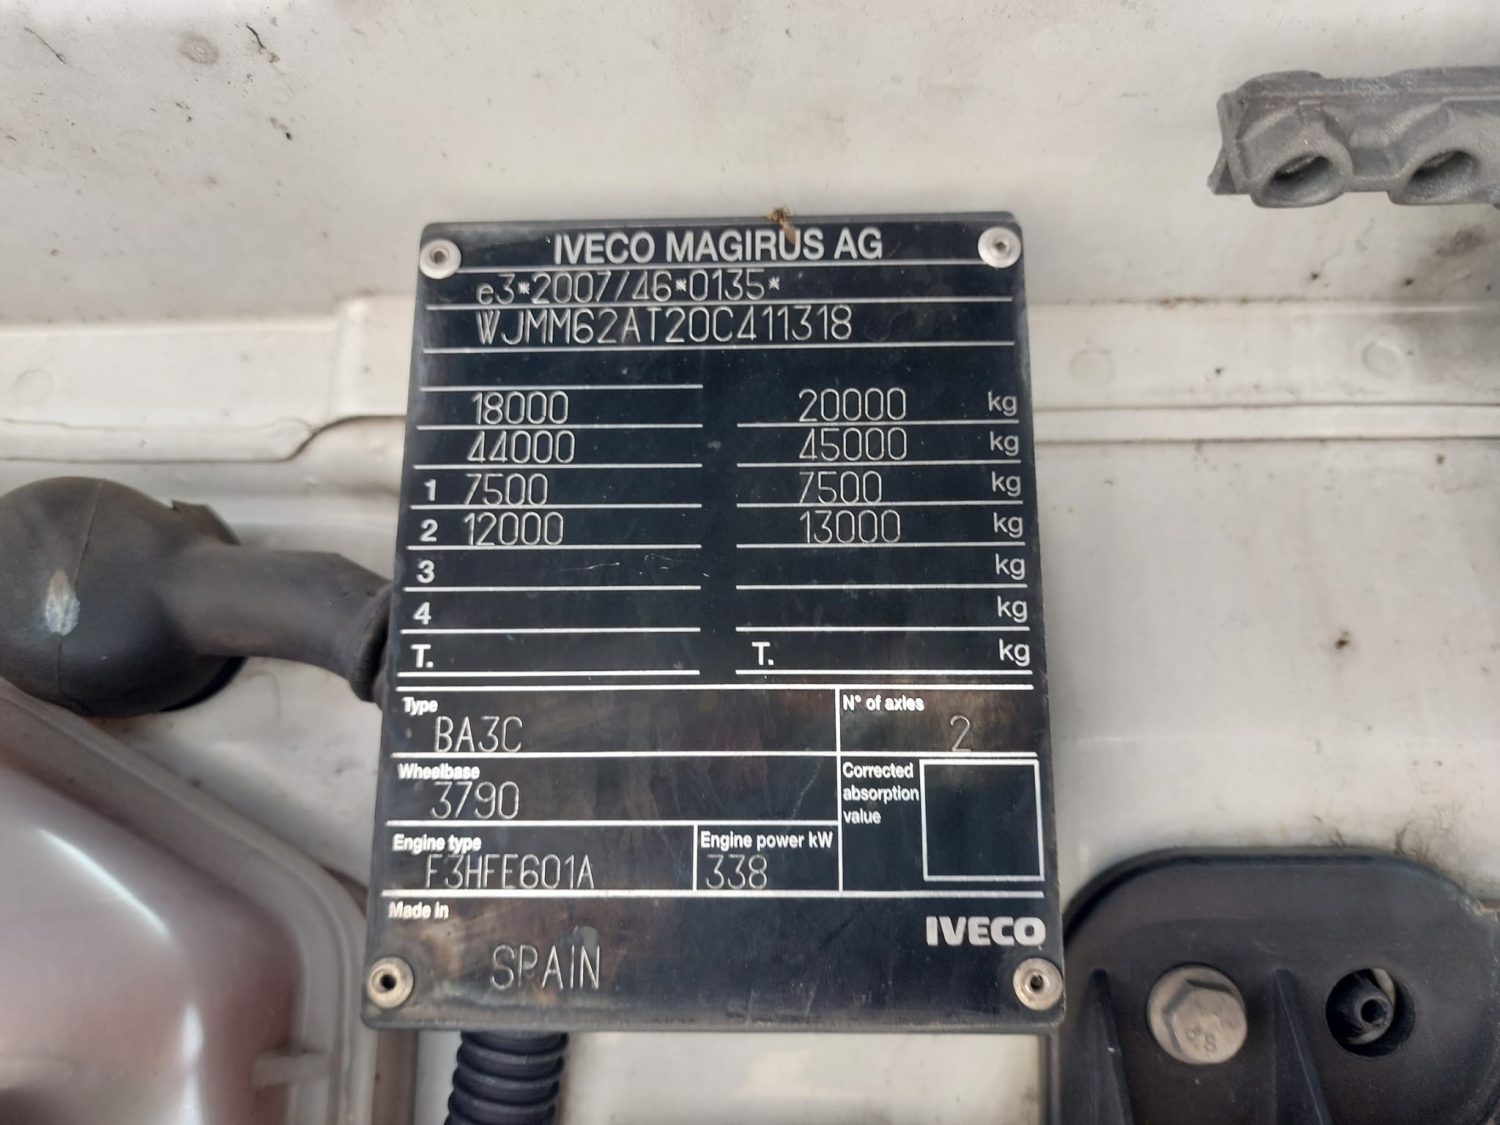 IVECO MAGIRUS AG
e3*2007/46*0135*
WJMM62AT20C411318
18000 20000 kg
44000 45000 kg
1 7500 7500 kg
2 12000 13000 kg
3 kg
4 kg
T. T. kg
Type N° of axles
BA3C 2
Wheelbase Corrected absorption value
3790
Engine type Engine power kW
F3HFE601A 338
Made in
IVECO
SPAIN